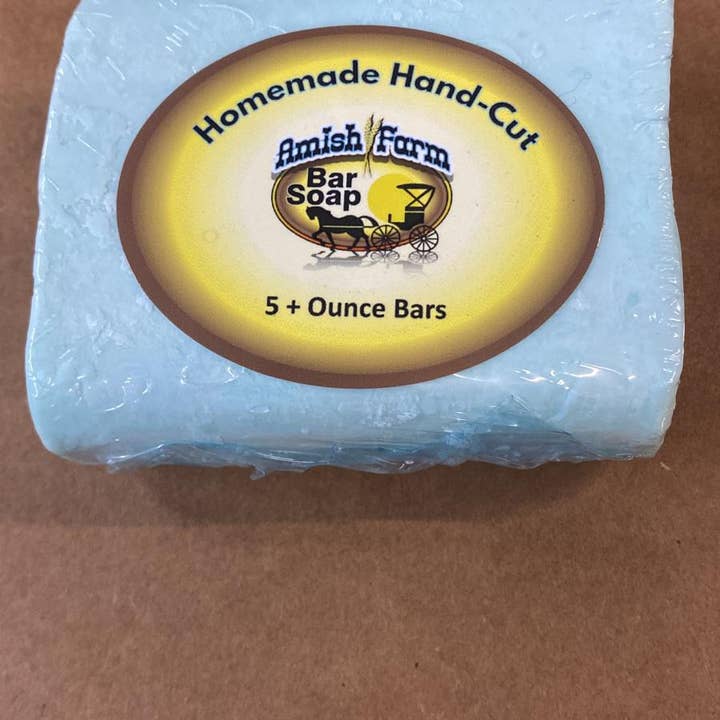 Homemade Hand-Cut
Amish Farm
Bar
Soap
5 + Ounce Bars